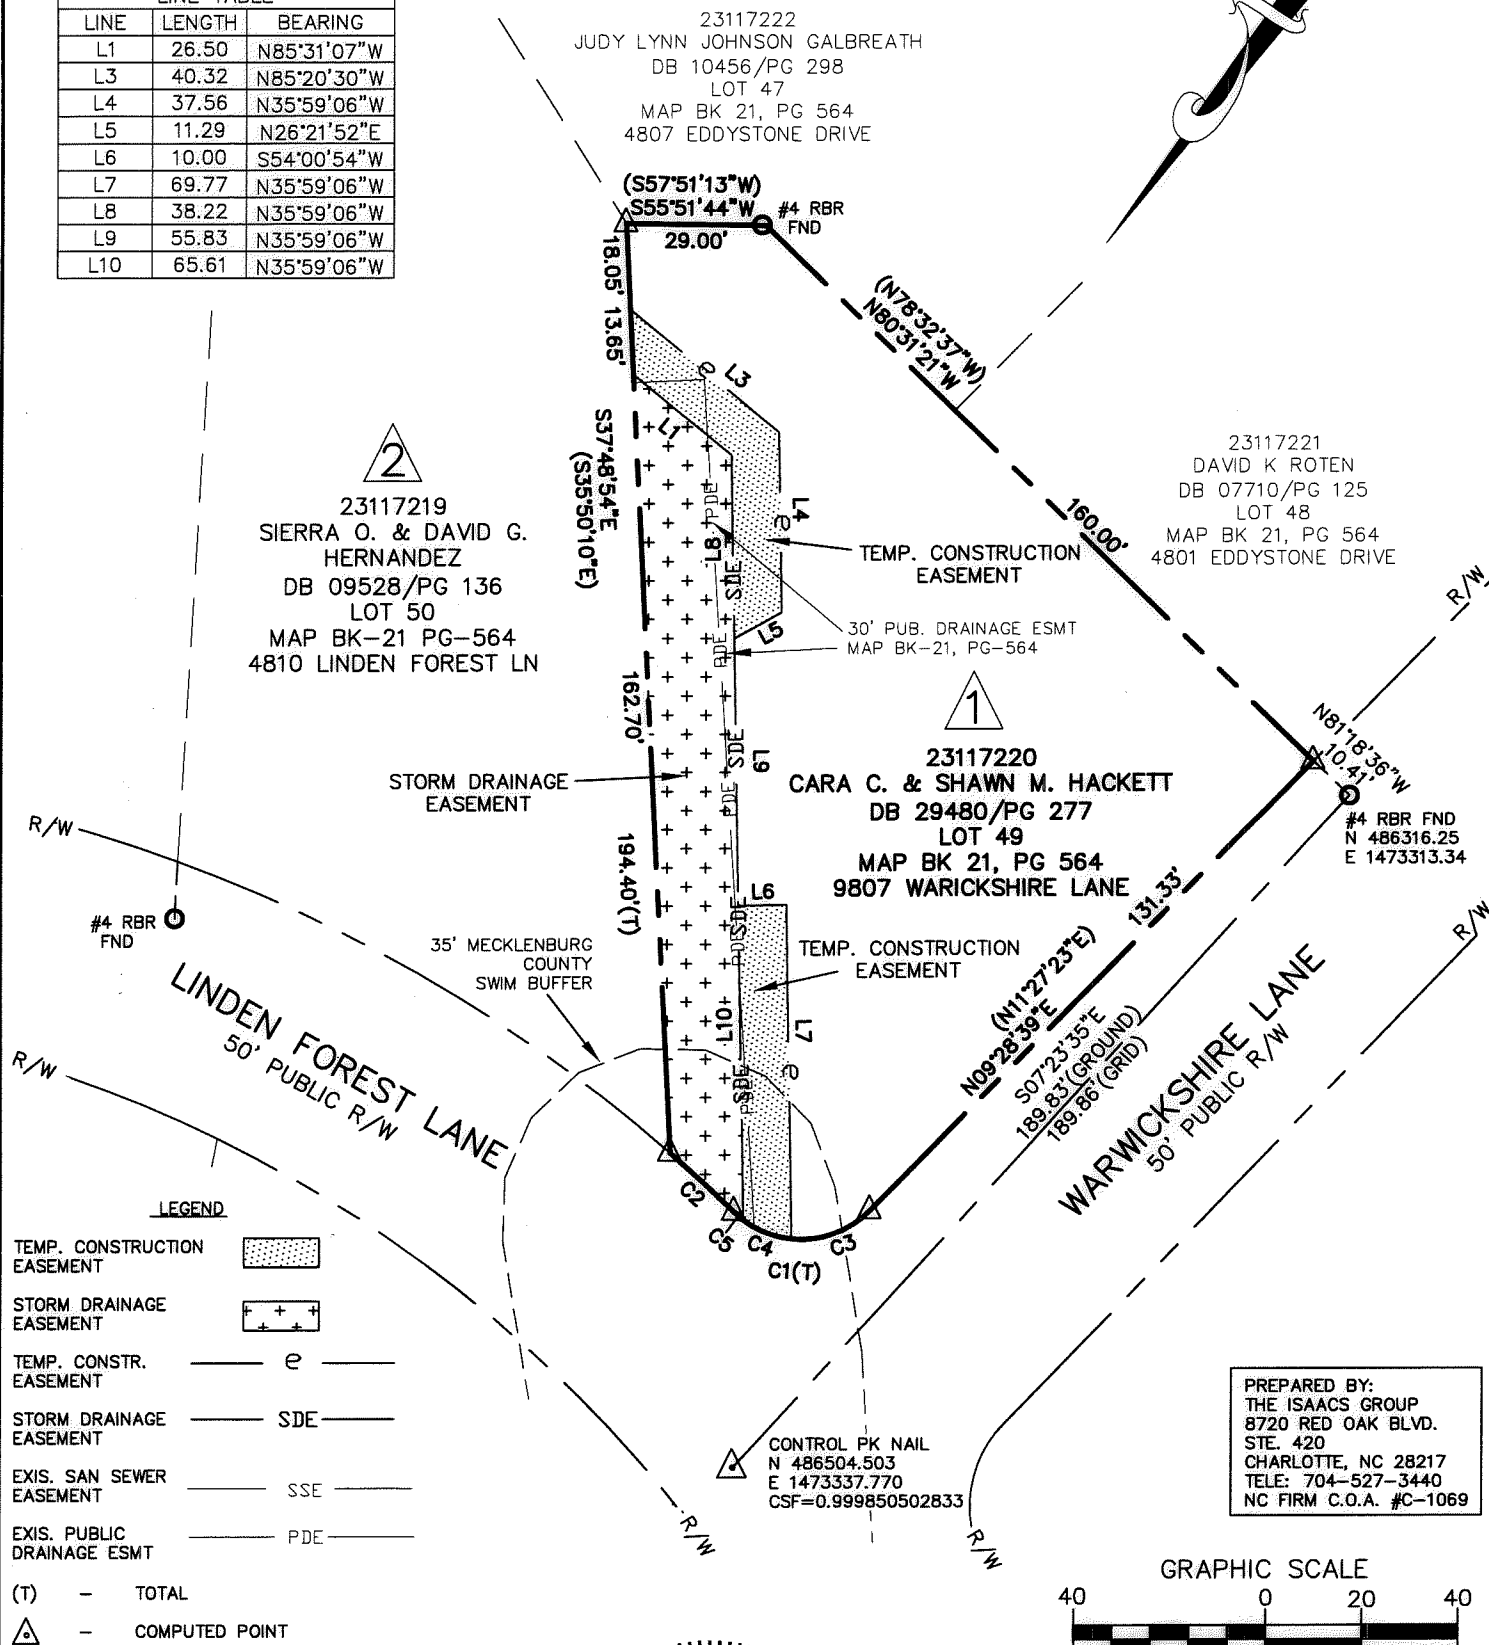 LINE TABLE
LINE LENGTH BEARING
L1 26.50 N85°31'07"W
L3 40.32 N85°20'30"W
L4 37.56 N35°59'06"W
L5 11.29 N26°21'52"E
L6 10.00 S54°00'54"W
L7 69.77 N35°59'06"W
L8 38.22 N35°59'06"W
L9 55.83 N35°59'06"W
L10 65.61 N35°59'06"W
23117222
JUDY LYNN JOHNSON GALBREATH
DB 10456/PG 298
LOT 47
MAP BK 21, PG 564
4807 EDDYSTONE DRIVE
(S57°51'13"W)
S55°51'44"W
29.00'
#4 RBR
FND
18.05'
13.65'
(N78°32'37"W)
N80°31'21"W
160.00'
e
L3
L1
S37°48'54"E
(S35°50'10"E)
2
23117219
SIERRA O. & DAVID G.
HERNANDEZ
DB 09528/PG 136
LOT 50
MAP BK-21 PG-564
4810 LINDEN FOREST LN
23117221
DAVID K ROTEN
DB 07710/PG 125
LOT 48
MAP BK 21, PG 564
4801 EDDYSTONE DRIVE
PDE
L4
e
L8
SDE
TEMP. CONSTRUCTION
EASEMENT
L5
30' PUB. DRAINAGE ESMT
MAP BK-21, PG-564
PDE
R/W
162.70'
1
23117220
CARA C. & SHAWN M. HACKETT
DB 29480/PG 277
LOT 49
MAP BK 21, PG 564
9807 WARICKSHIRE LANE
SDE
L9
PDE
STORM DRAINAGE
EASEMENT
N81°18'36"W
10.41'
#4 RBR FND
N 486316.25
E 1473313.34
R/W
194.40'(T)
L6
SDE
PDE
131.33'
R/W
#4 RBR
FND
35' MECKLENBURG
COUNTY
SWIM BUFFER
TEMP. CONSTRUCTION
EASEMENT
L10
L7
e
SDE
PDE
(N11°27'23"E)
N09°28'39"E
S07°23'35"E
189.83'(GROUND)
189.86'(GRID)
LINDEN FOREST LANE
50' PUBLIC R/W
R/W
WARWICKSHIRE LANE
50' PUBLIC R/W
C2
C5
C4
C3
C1(T)
LEGEND
TEMP. CONSTRUCTION
EASEMENT
STORM DRAINAGE
EASEMENT
TEMP. CONSTR.
EASEMENT
e
STORM DRAINAGE
EASEMENT
SDE
EXIS. SAN SEWER
EASEMENT
SSE
EXIS. PUBLIC
DRAINAGE ESMT
PDE
(T) - TOTAL
- COMPUTED POINT
CONTROL PK NAIL
N 486504.503
E 1473337.770
CSF=0.999850502833
R/W
R/W
PREPARED BY:
THE ISAACS GROUP
8720 RED OAK BLVD.
STE. 420
CHARLOTTE, NC 28217
TELE: 704-527-3440
NC FIRM C.O.A. #C-1069
GRAPHIC SCALE
40 0 20 40